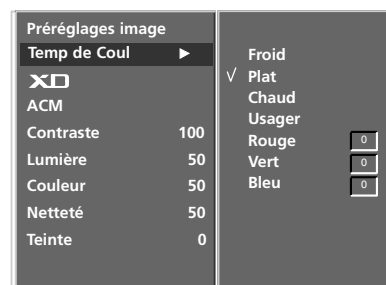 Préréglages image
Temp de Coul ►
XD
ACM
Contraste 100
Lumière 50
Couleur 50
Netteté 50
Teinte 0
Froid
√ Plat
Chaud
Usager
Rouge 0
Vert 0
Bleu 0